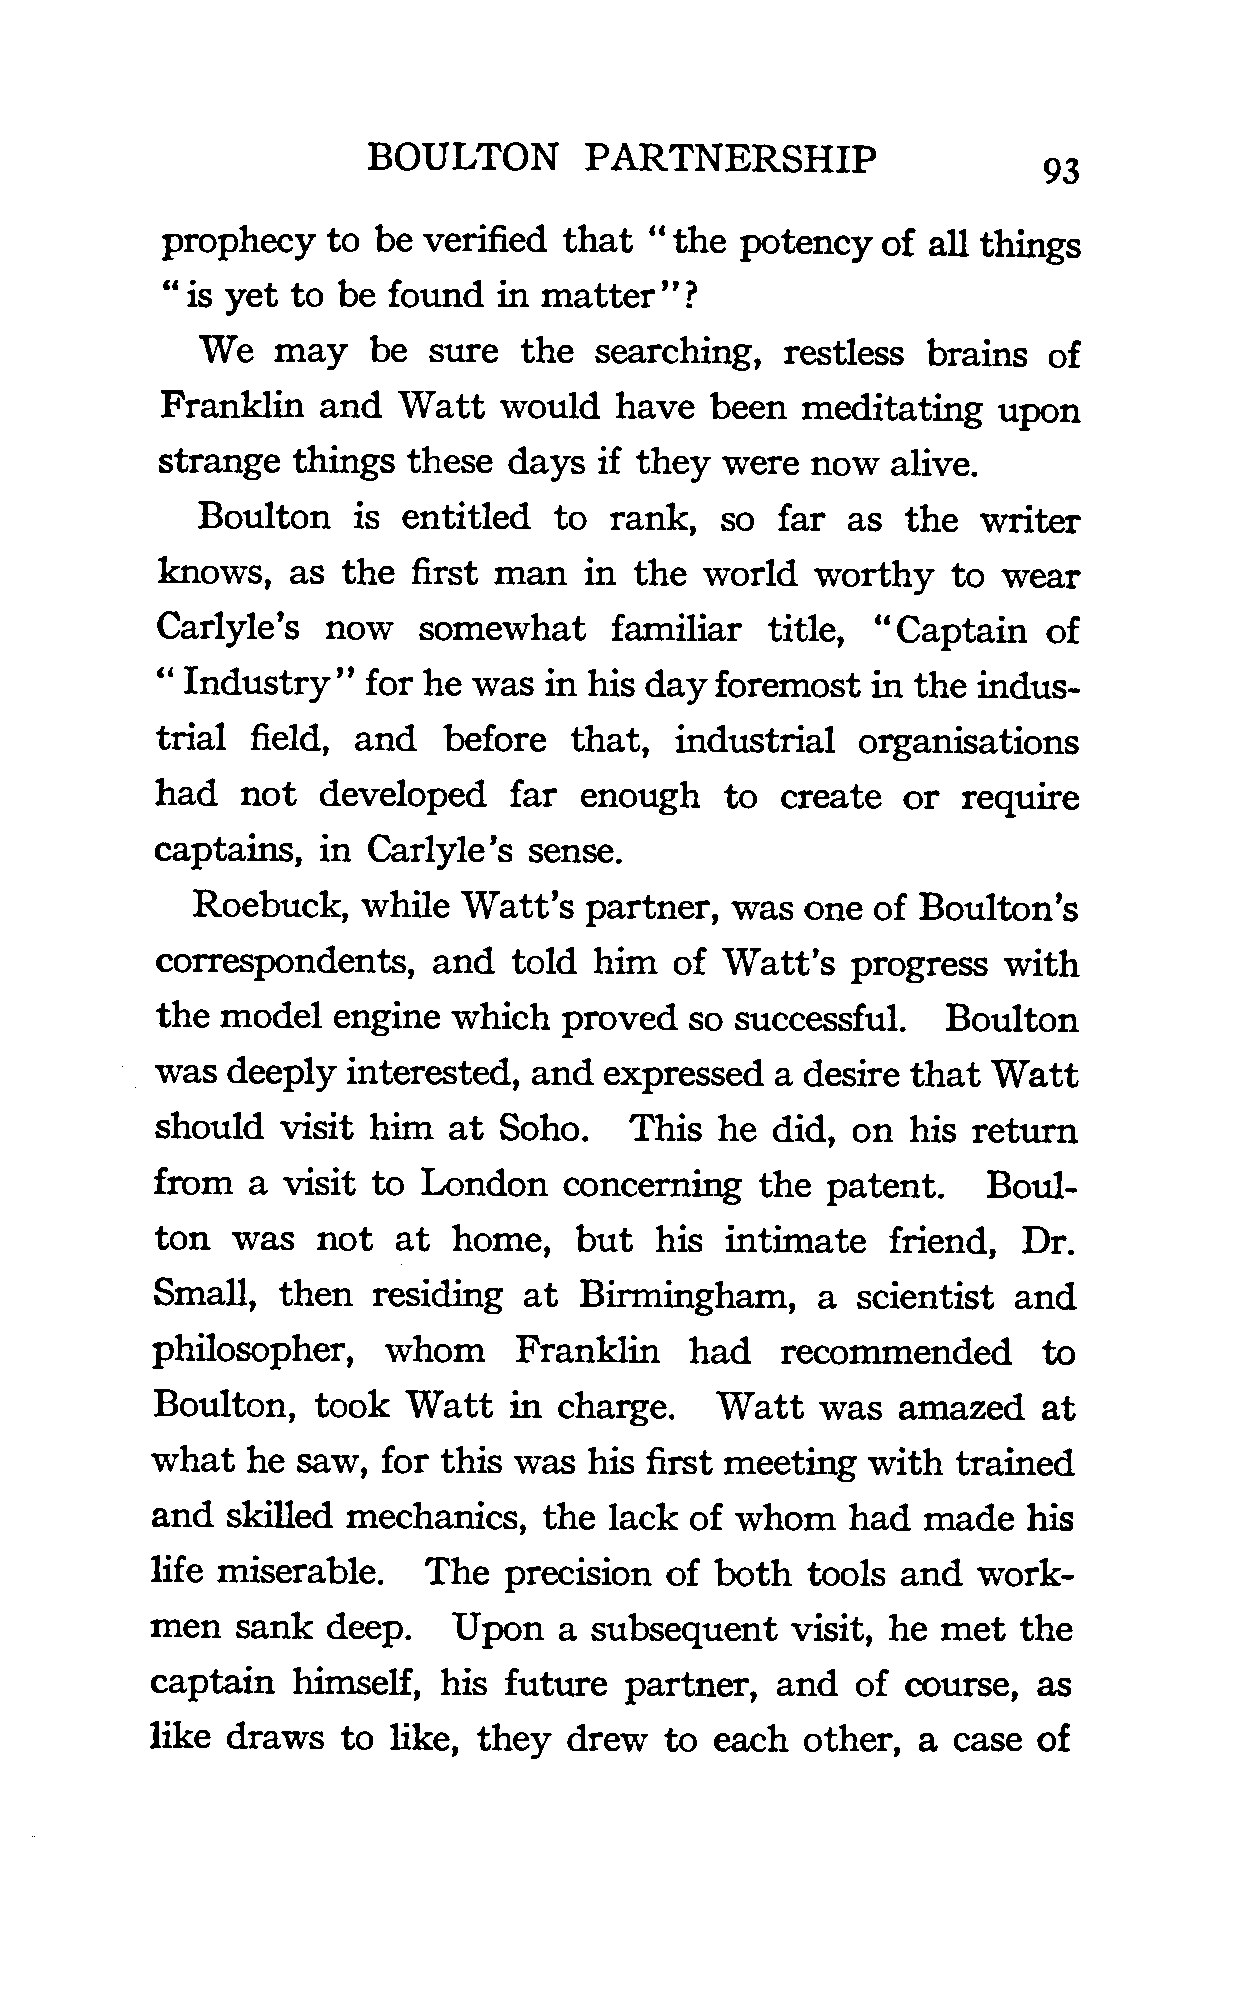 BOULTON PARTNERSHIP 93
prophecy to be verified that “the potency of all things
“is yet to be found in matter”?
We may be sure the searching, restless brains of
Franklin and Watt would have been meditating upon
strange things these days if they were now alive.
Boulton is entitled to rank, so far as the writer
knows, as the first man in the world worthy to wear
Carlyle's now somewhat familiar title, “Captain of
“Industry” for he was in his day foremost in the indus-
trial field, and before that, industrial organisations
had not developed far enough to create or require
captains, in Carlyle's sense.
Roebuck, while Watt's partner, was one of Boulton's
correspondents, and told him of Watt's progress with
the model engine which proved so successful. Boulton
was deeply interested, and expressed a desire that Watt
should visit him at Soho. This he did, on his return
from a visit to London concerning the patent. Boul-
ton was not at home, but his intimate friend, Dr.
Small, then residing at Birmingham, a scientist and
philosopher, whom Franklin had recommended to
Boulton, took Watt in charge. Watt was amazed at
what he saw, for this was his first meeting with trained
and skilled mechanics, the lack of whom had made his
life miserable. The precision of both tools and work-
men sank deep. Upon a subsequent visit, he met the
captain himself, his future partner, and of course, as
like draws to like, they drew to each other, a case of